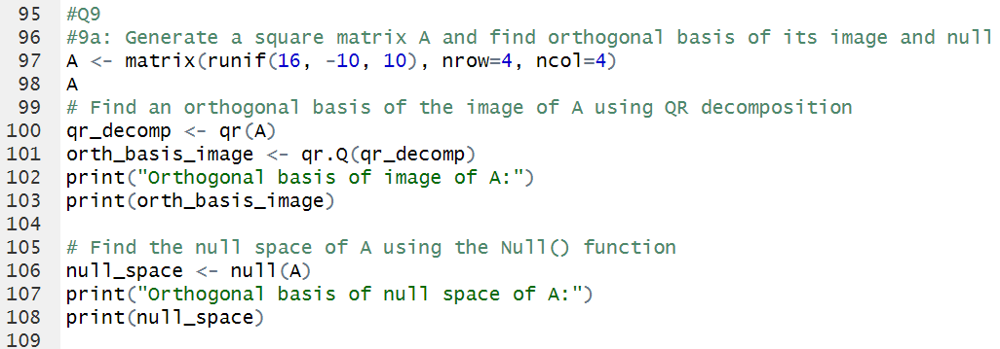 95 #Q9
96 #9a: Generate a square matrix A and find orthogonal basis of its image and null
97 A <- matrix(runif(16, -10, 10), nrow=4, ncol=4)
98 A
99 # Find an orthogonal basis of the image of A using QR decomposition
100 qr_decomp <- qr(A)
101 orth_basis_image <- qr.Q(qr_decomp)
102 print("Orthogonal basis of image of A:")
103 print(orth_basis_image)
104
105 # Find the null space of A using the Null() function
106 null_space <- null(A)
107 print("Orthogonal basis of null space of A:")
108 print(null_space)
109